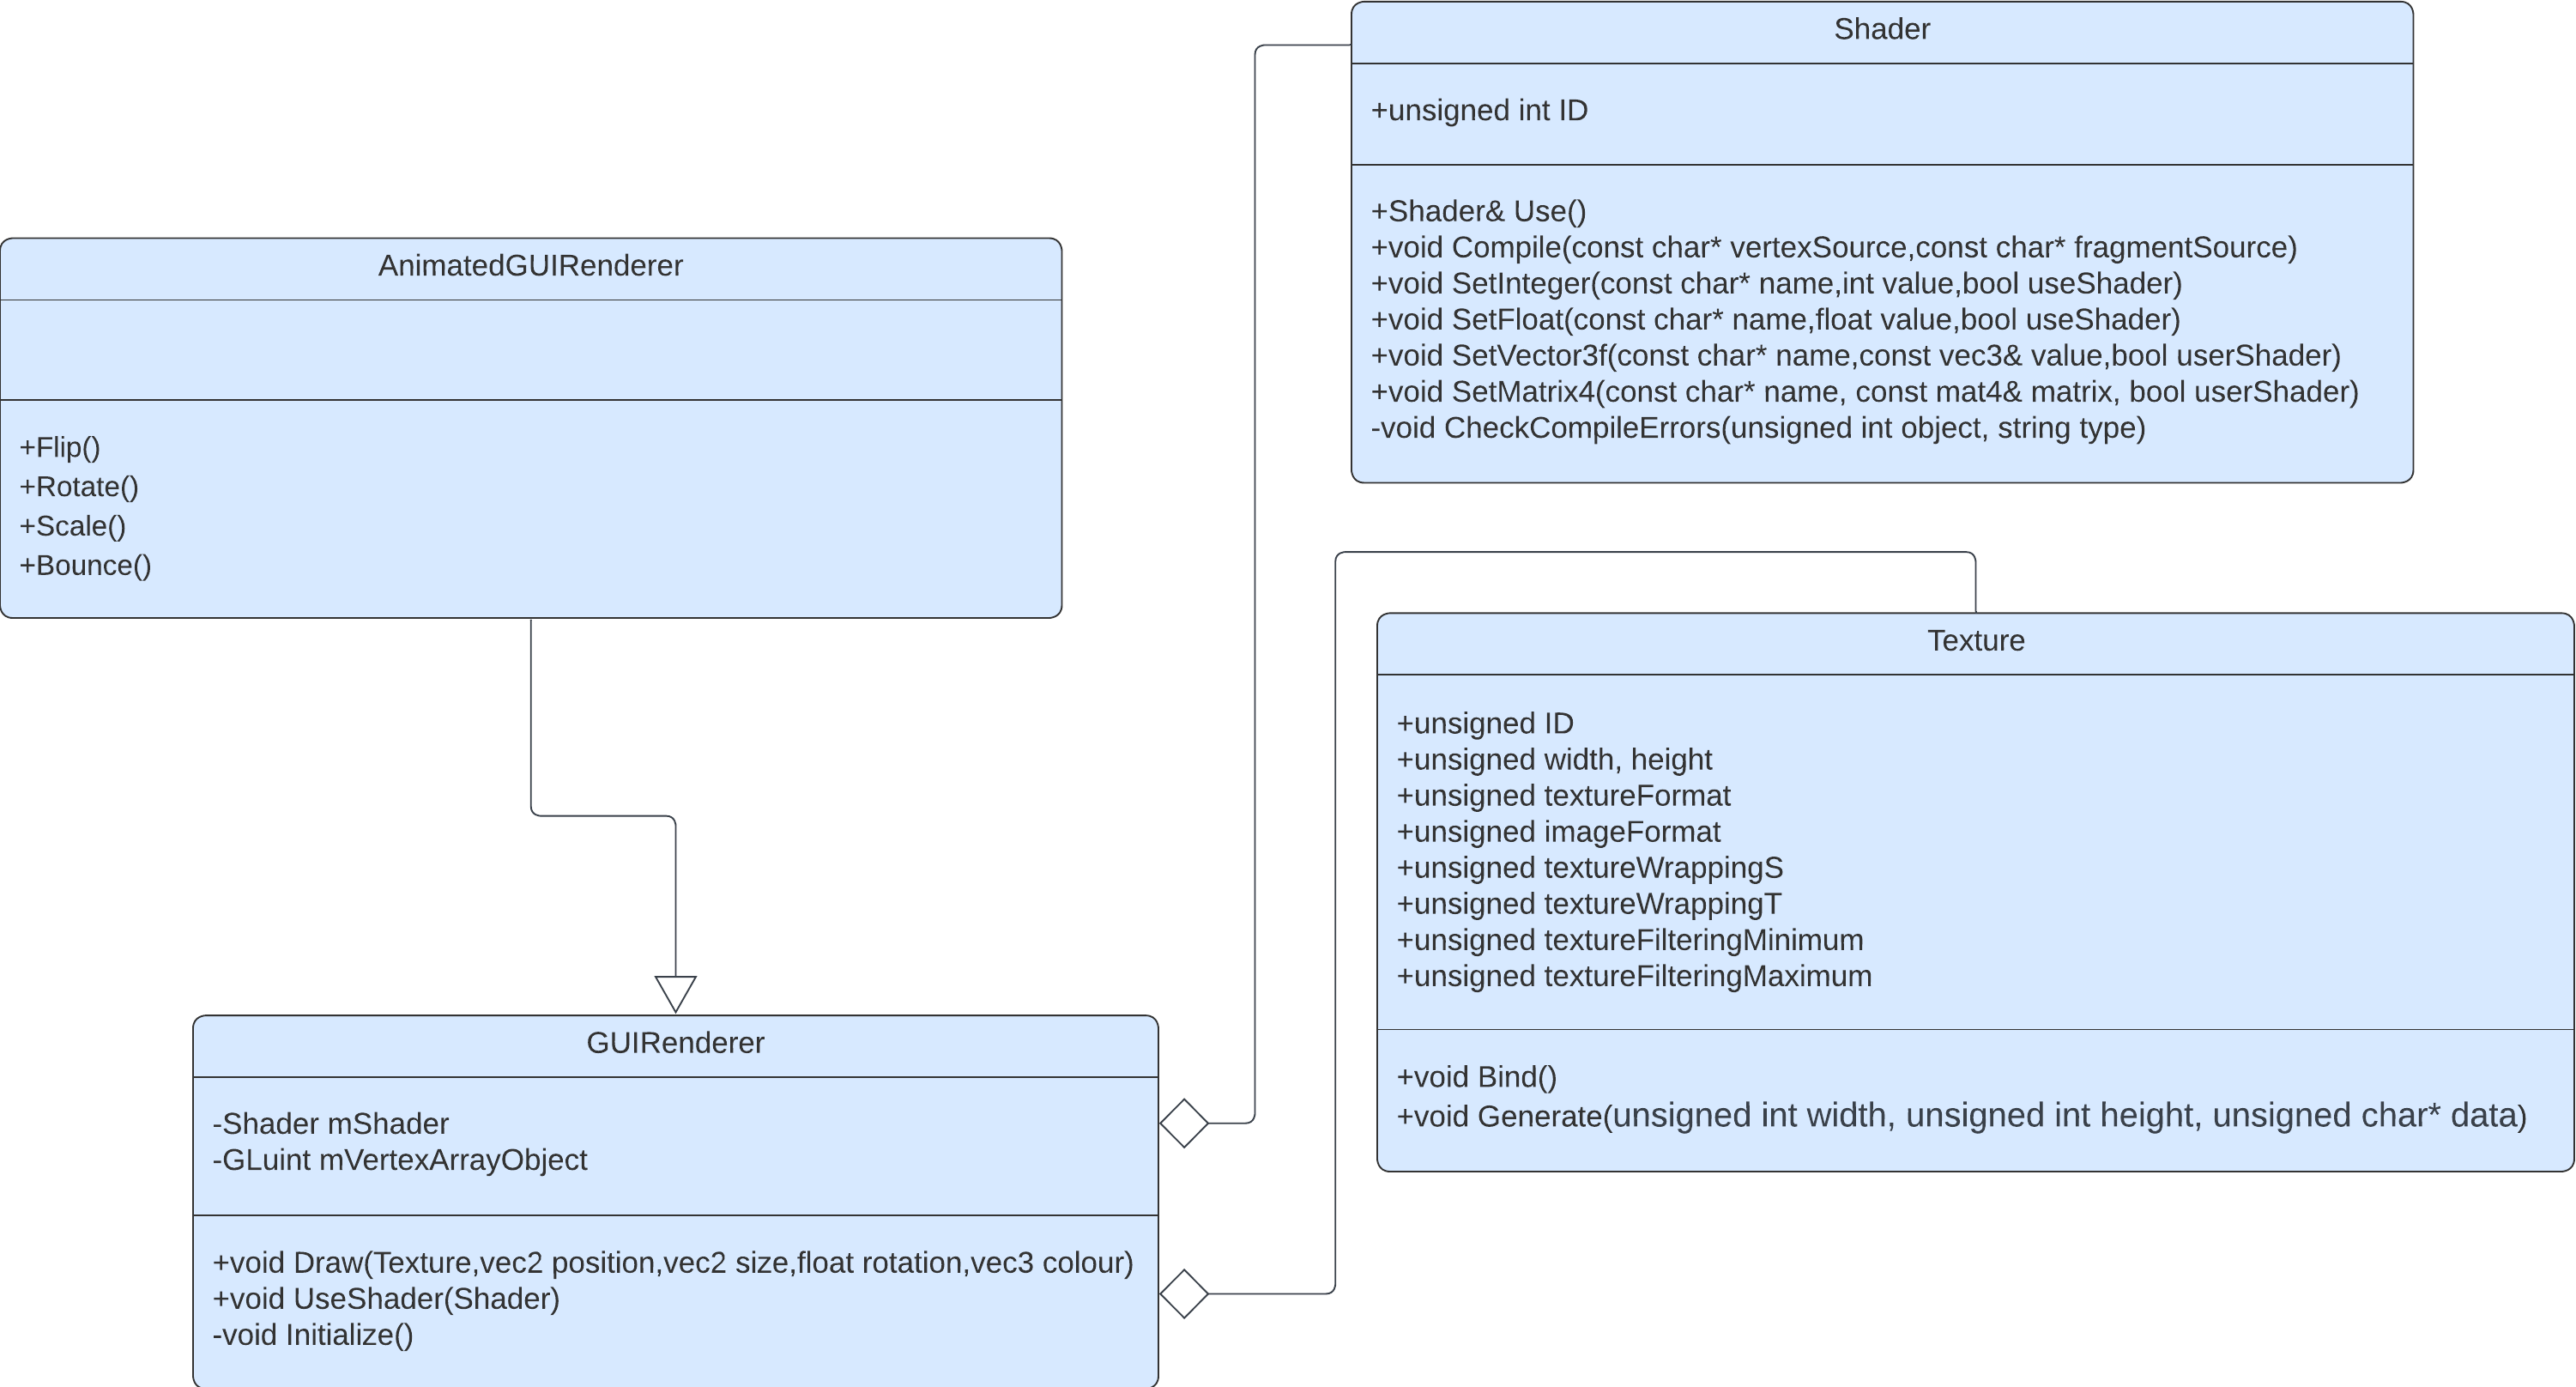 Shader
+unsigned int ID
+Shader& Use()
+void Compile(const char* vertexSource,const char* fragmentSource)
+void SetInteger(const char* name,int value,bool useShader)
+void SetFloat(const char* name,float value,bool useShader)
+void SetVector3f(const char* name,const vec3& value,bool userShader)
+void SetMatrix4(const char* name, const mat4& matrix, bool userShader)
-void CheckCompileErrors(unsigned int object, string type)
AnimatedGUIRenderer
+Flip()
+Rotate()
+Scale()
+Bounce()
Texture
+unsigned ID
+unsigned width, height
+unsigned textureFormat
+unsigned imageFormat
+unsigned textureWrappingS
+unsigned textureWrappingT
+unsigned textureFilteringMinimum
+unsigned textureFilteringMaximum
+void Bind()
+void Generate(unsigned int width, unsigned int height, unsigned char* data)
GUIRenderer
-Shader mShader
-GLuint mVertexArrayObject
+void Draw(Texture,vec2 position,vec2 size,float rotation,vec3 colour)
+void UseShader(Shader)
-void Initialize()